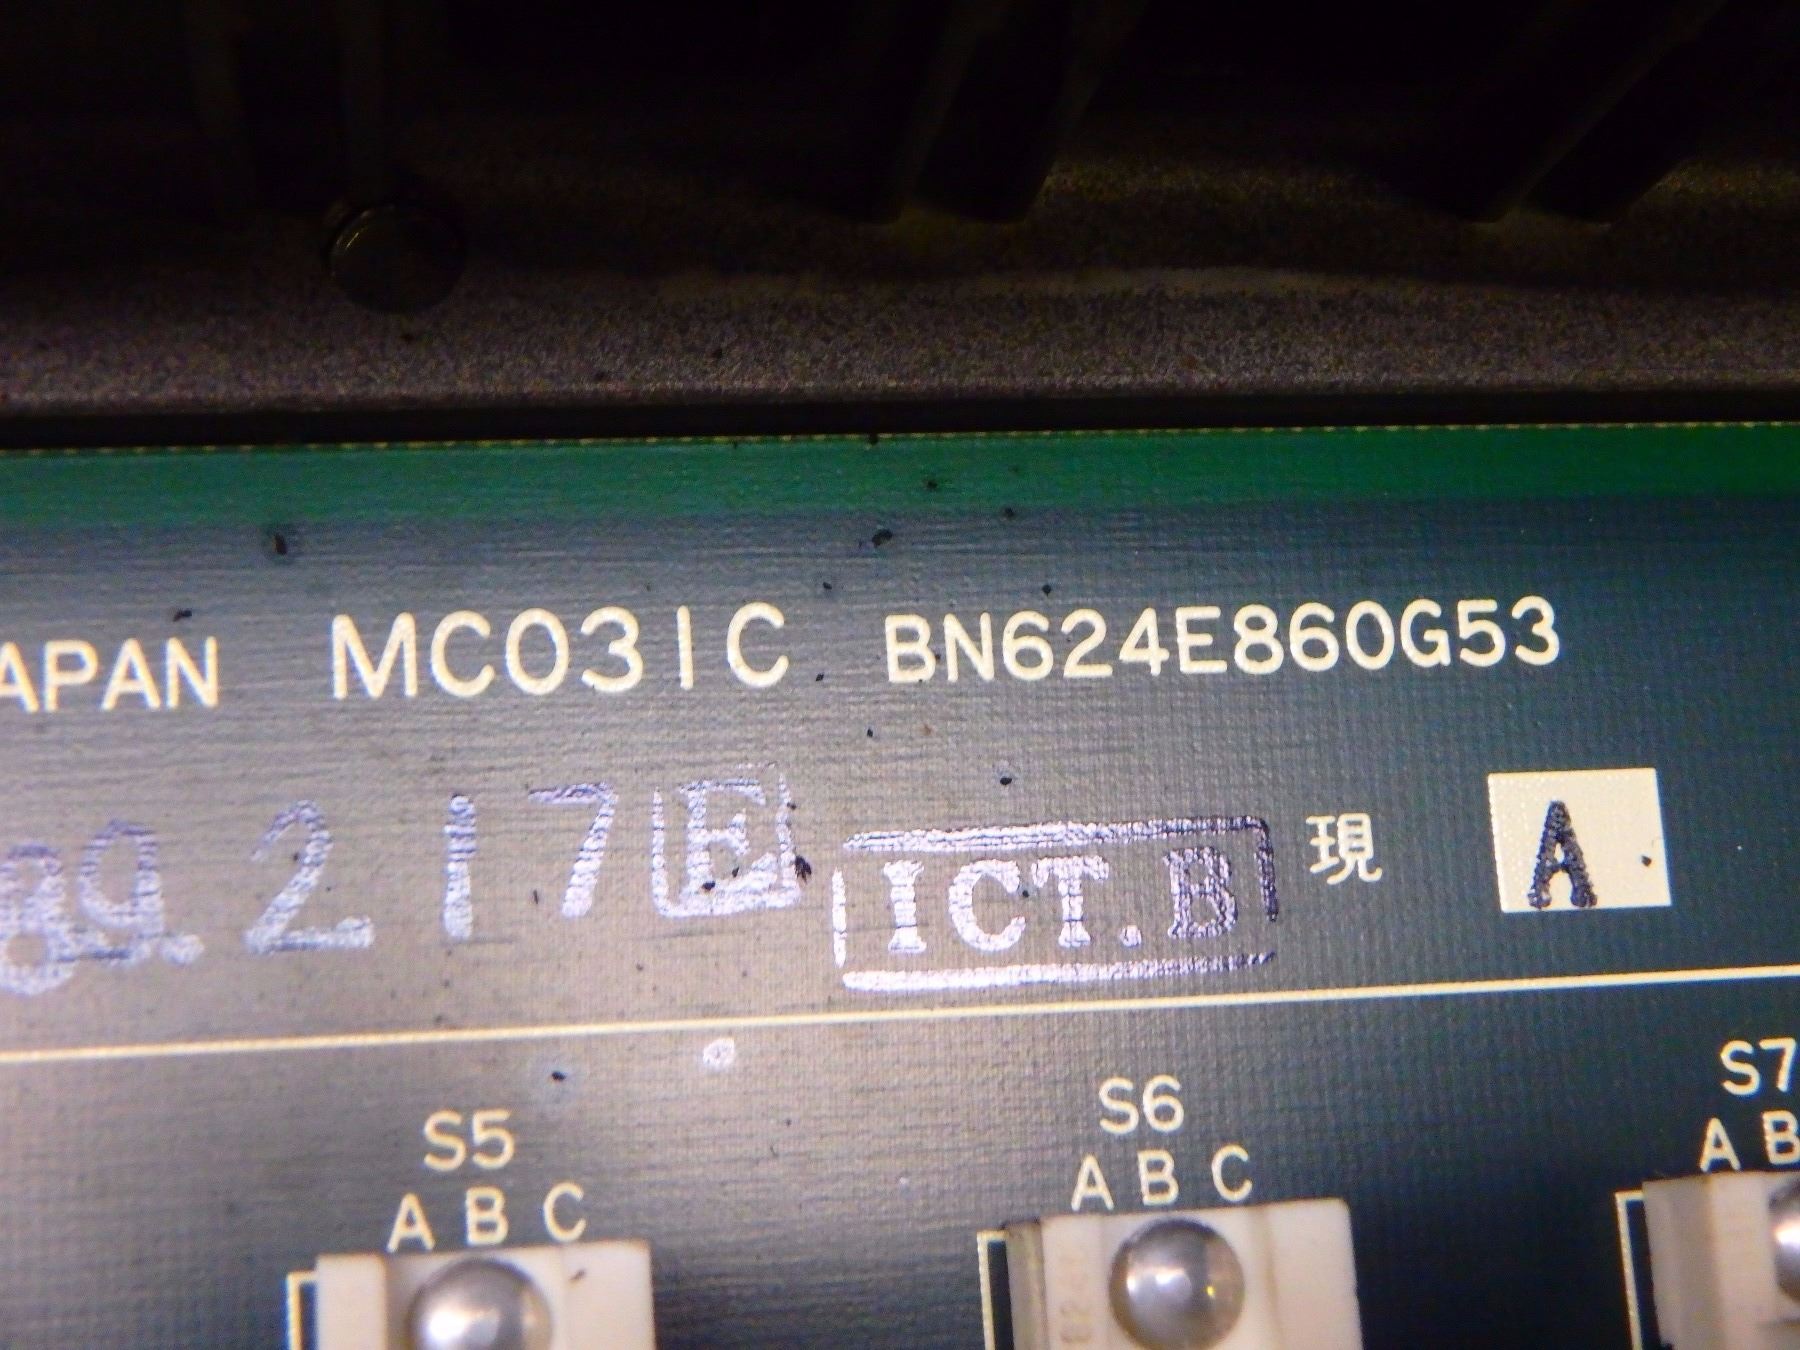 APAN MC031C BN624E860G53
89.2 17 E ICT.B 現 A
S5 S6 S7
A B C A B C A B